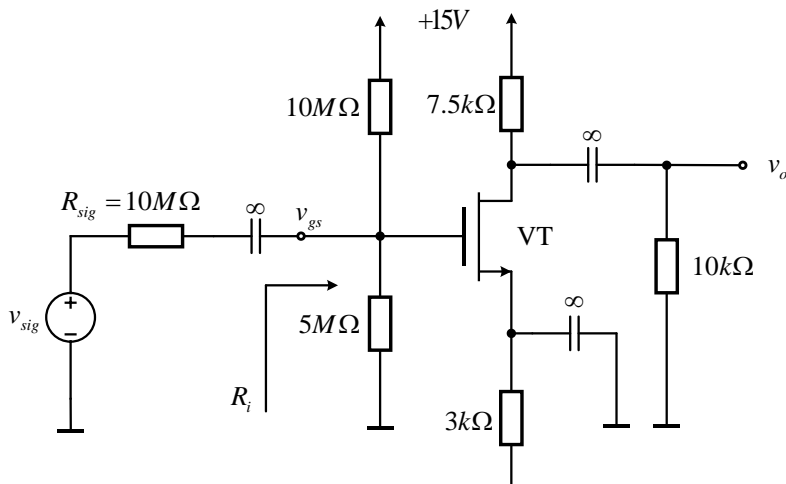 +15V
10MΩ
7.5kΩ
∞
v_o
R_sig = 10MΩ
∞
v_gs
VT
10kΩ
+
v_sig
−
5MΩ
∞
R_i
3kΩ